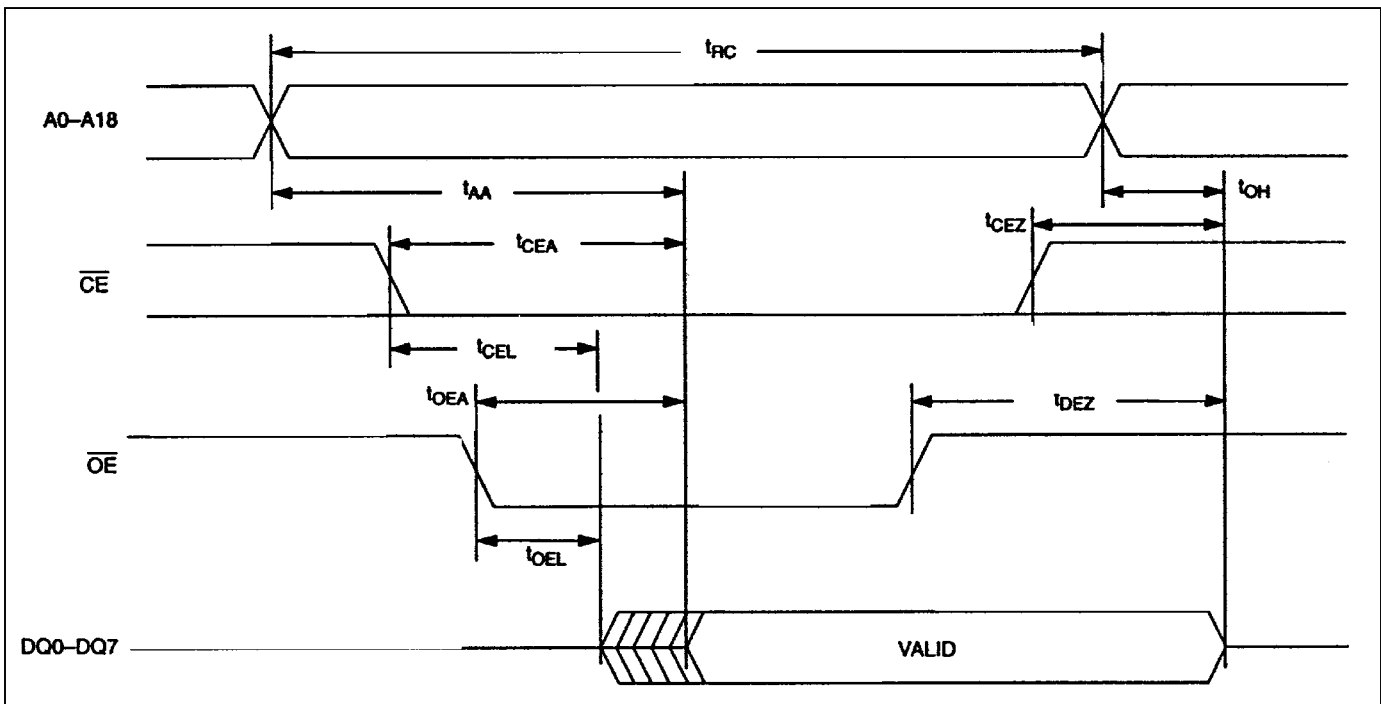 tRC
A0–A18
tAA
tOH
tCEZ
tCEA
CE
tCEL
tOEA
tDEZ
OE
tOEL
DQ0–DQ7
VALID